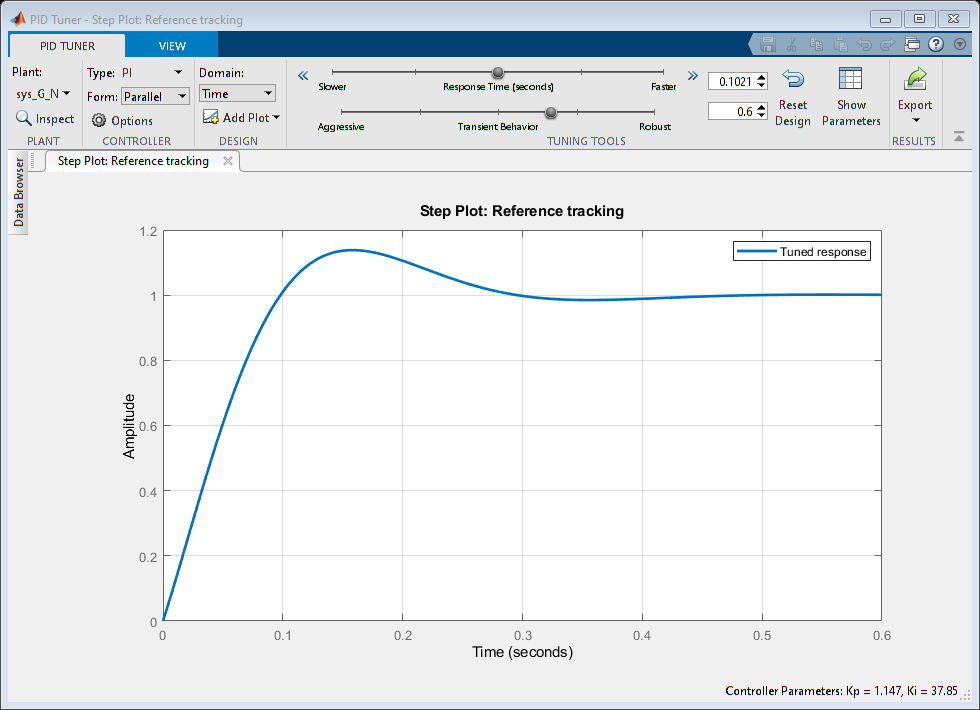 PID Tuner - Step Plot: Reference tracking
PID TUNER VIEW
Plant: Type: PI Domain:
sys_G_N Form: Parallel Time
Inspect Options Add Plot
PLANT CONTROLLER DESIGN
Slower Response Time (seconds) Faster
0.1021
Aggressive Transient Behavior Robust
0.6
Reset Design
Show Parameters
Export
TUNING TOOLS RESULTS
Data Browser
Step Plot: Reference tracking
Step Plot: Reference tracking
Tuned response
Amplitude
1.2
1
0.8
0.6
0.4
0.2
0
0 0.1 0.2 0.3 0.4 0.5 0.6
Time (seconds)
Controller Parameters: Kp = 1.147, Ki = 37.85